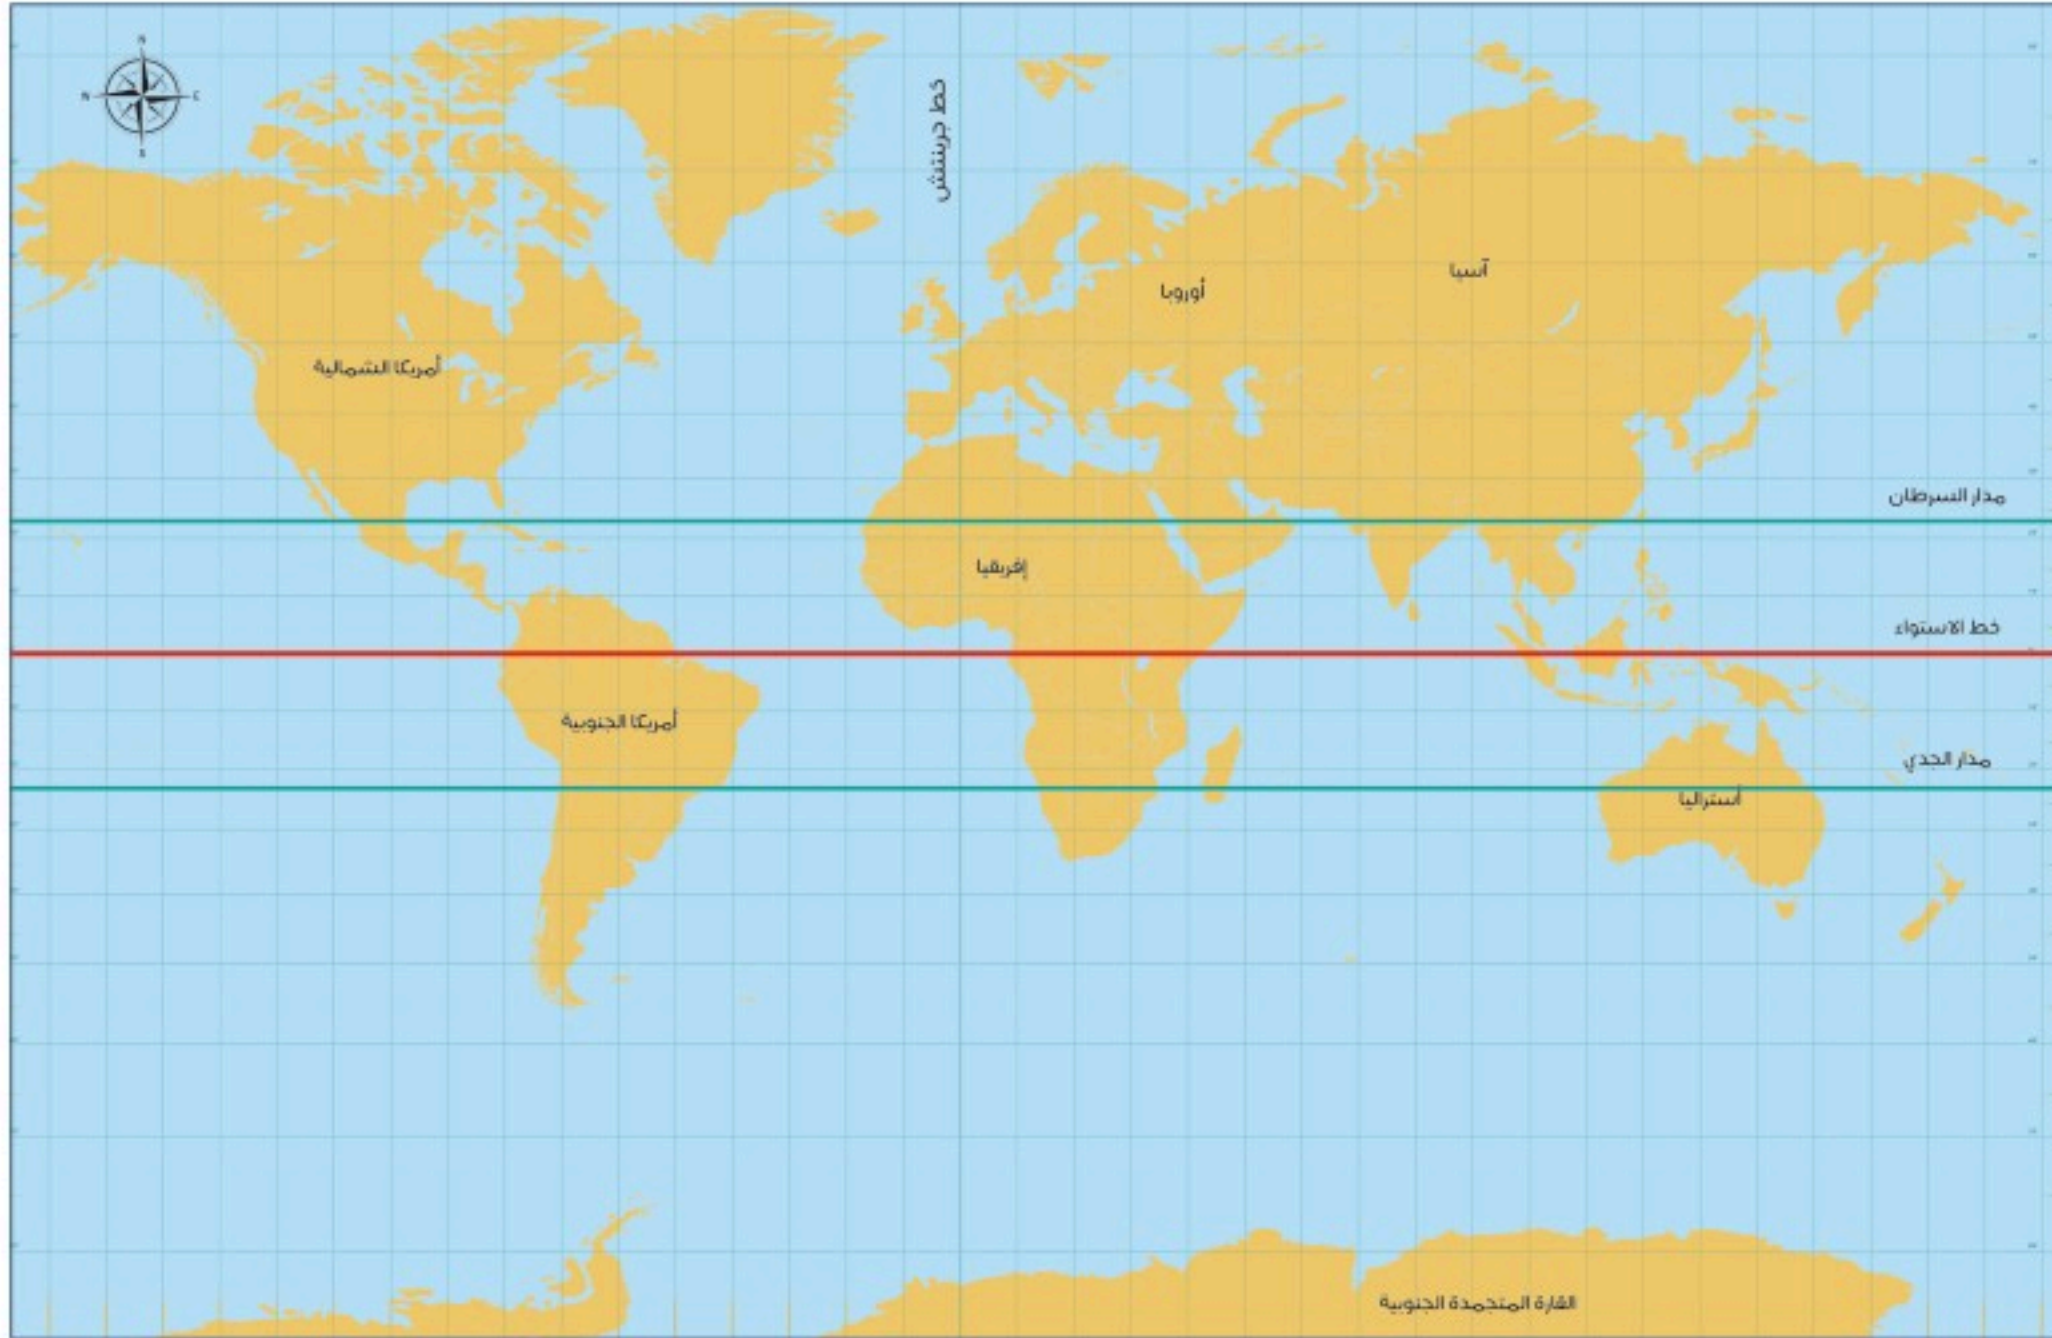 N
N E
S
خط جرينتش
آسيا
أوروبا
أمريكا الشمالية
مدار السرطان
إفريقيا
خط الاستواء
أمريكا الجنوبية
مدار الجدي
أستراليا
القارة المتجمدة الجنوبية